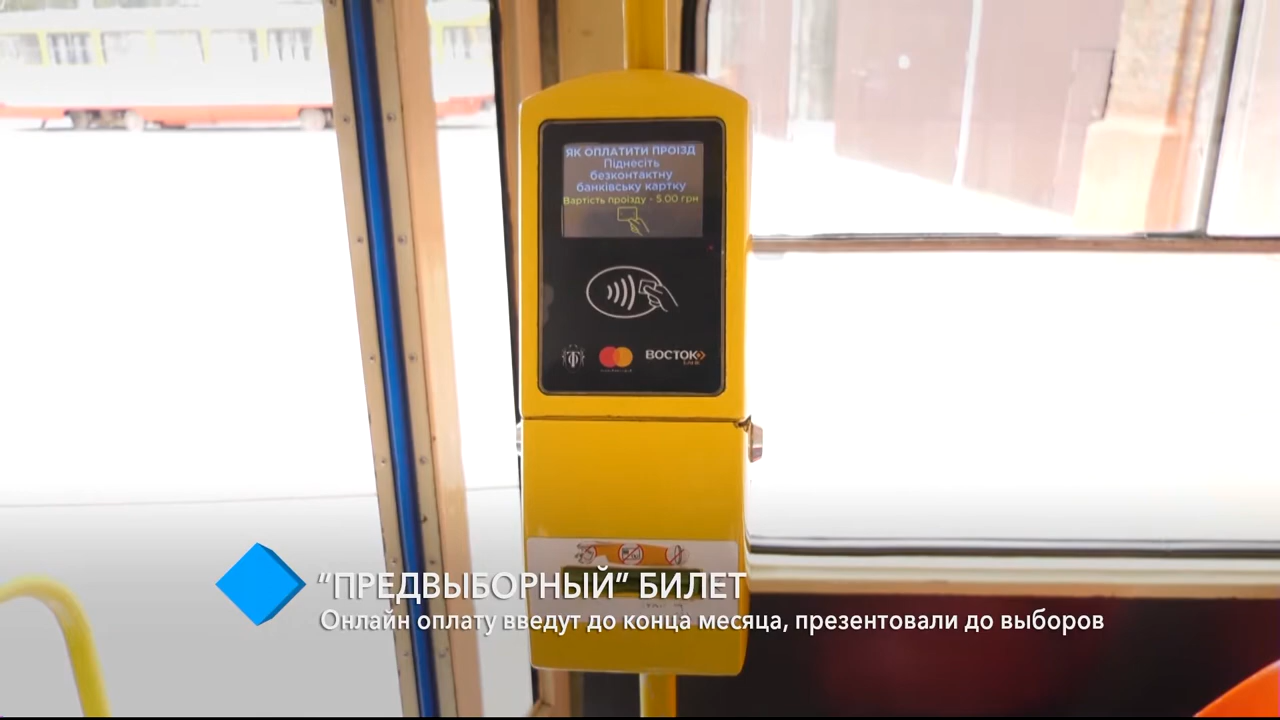 ЯК ОПЛАТИТИ ПРОЇЗД
Піднесіть
безконтактну
банківську картку
Вартість проїзду - 5.00 грн
ВОСТОК
“ПРЕДВЫБОРНЫЙ” БИЛЕТ
Онлайн оплату введут до конца месяца, презентовали до выборов